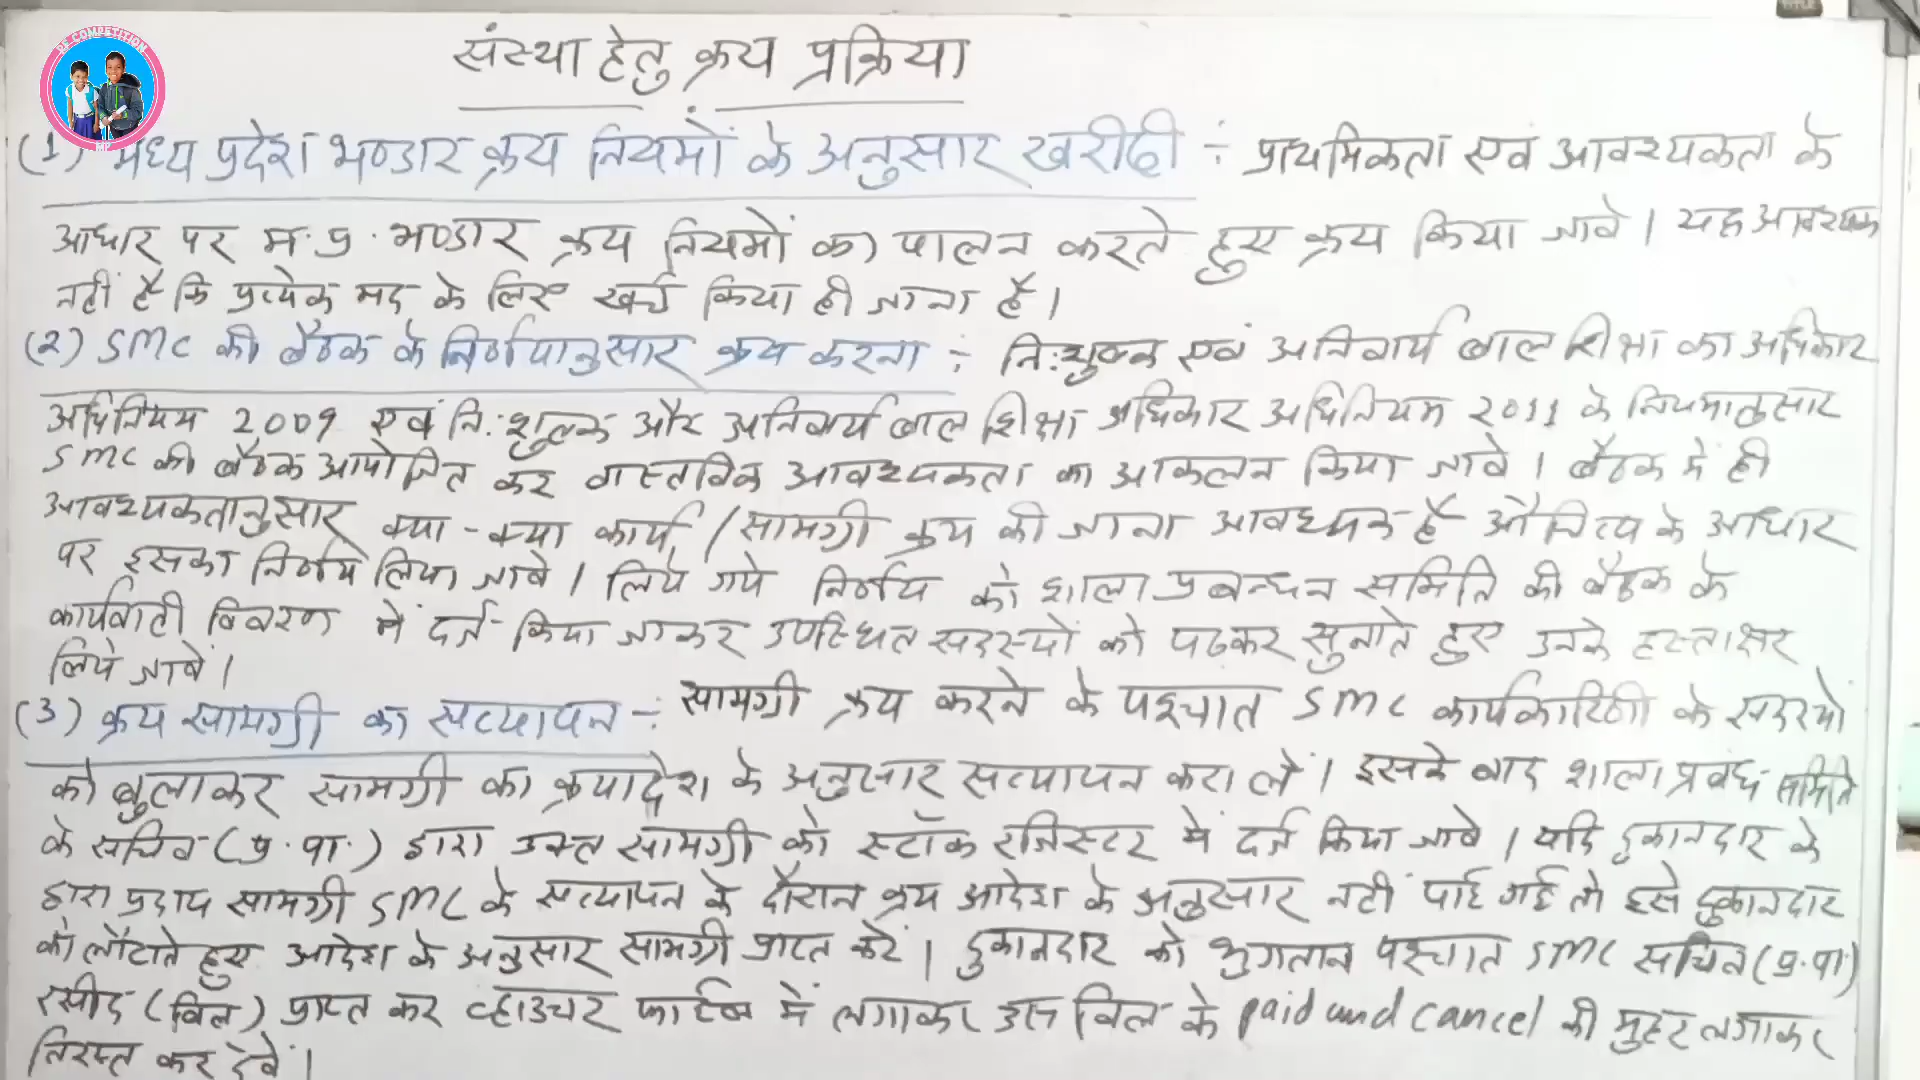 BF COMPETITION
MP
संस्था हेतु क्रय प्रक्रिया
(1) मध्य प्रदेश भण्डार क्रय नियमों के अनुसार खरीदी ÷ प्राथमिकता एवं आवश्यकता के
आधार पर म.प्र. भण्डार क्रय नियमों का पालन करते हुए क्रय किया जावे। यह आवश्यक
नहीं है कि प्रत्येक मद के लिए खर्च किया ही जाना है।
(2) SMC की बैठक के निर्णयानुसार क्रय करना ÷ नि:शुल्क एवं अनिवार्य बाल शिक्षा का अधिकार
अधिनियम 2009 एवं नि:शुल्क और अनिवार्य बाल शिक्षा अधिकार अधिनियम 2011 के नियमानुसार
SMC की बैठक आयोजित कर वास्तविक आवश्यकता का आकलन किया जावे। बैठक में ही
आवश्यकतानुसार क्या-क्या कार्य/सामग्री क्रय की जाना आवश्यक है औचित्य के आधार
पर इसका निर्णय लिया जावे। लिये गये निर्णय को शाला प्रबन्धन समिति की बैठक के
कार्यवाही विवरण में दर्ज किया जाकर उपस्थित सदस्यों को पढकर सुनाते हुए उनके हस्ताक्षर
लिये जावें।
(3) क्रय सामग्री का सत्यापन ÷ सामग्री क्रय करने के पश्चात SMC कार्यकारिणी के सदस्यो
को बुलाकर सामग्री का क्रयादेश के अनुसार सत्यापन करा लें। इसके बाद शाला प्रबंध समिति
के सचिव (प्र.पा.) द्वारा उक्त सामग्री को स्टॉक रजिस्टर में दर्ज किया जावे। यदि दुकानदार के
द्वारा प्रदाय सामग्री SMC के सत्यापन के दौरान क्रय आदेश के अनुसार नहीं पाई गई तो इसे दुकानदार
को लौटाते हुए आदेश के अनुसार सामग्री प्राप्त करें। दुकानदार को भुगतान पश्चात SMC सचिव (प्र.पा.)
रसीद (बिल) प्राप्त कर व्हाउचर फाईल में लगाकर उस बिल के paid and cancel की मुहर लगाकर
निरस्त कर देवें।